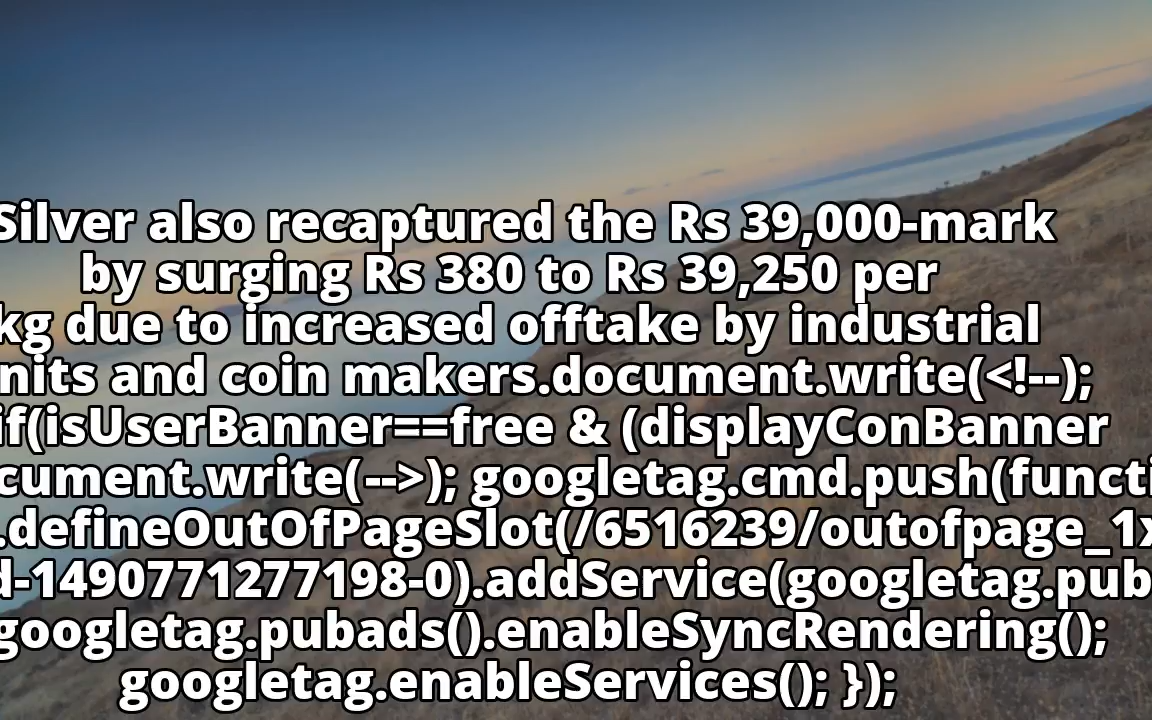 Silver also recaptured the Rs 39,000-mark
by surging Rs 380 to Rs 39,250 per
kg due to increased offtake by industrial
nits and coin makers.document.write(<!--);
if(isUserBanner==free & (displayConBanner
cument.write(-->); googletag.cmd.push(functi
.defineOutOfPageSlot(/6516239/outofpage_1x
d-1490771277198-0).addService(googletag.pub
googletag.pubads().enableSyncRendering();
googletag.enableServices(); });